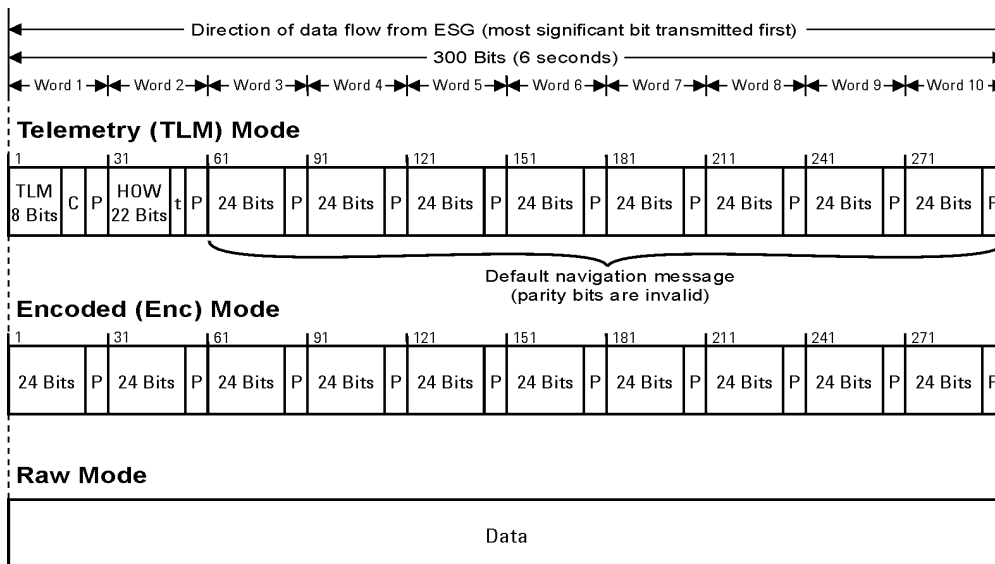 Direction of data flow from ESG (most significant bit transmitted first)
300 Bits (6 seconds)
Word 1 Word 2 Word 3 Word 4 Word 5 Word 6 Word 7 Word 8 Word 9 Word 10
Telemetry (TLM) Mode
1 31 61 91 121 151 181 211 241 271
TLM 8 Bits C P HOW 22 Bits t P 24 Bits P 24 Bits P 24 Bits P 24 Bits P 24 Bits P 24 Bits P 24 Bits P 24 Bits P
Default navigation message
(parity bits are invalid)
Encoded (Enc) Mode
1 31 61 91 121 151 181 211 241 271
24 Bits P 24 Bits P 24 Bits P 24 Bits P 24 Bits P 24 Bits P 24 Bits P 24 Bits P 24 Bits P 24 Bits P
Raw Mode
Data